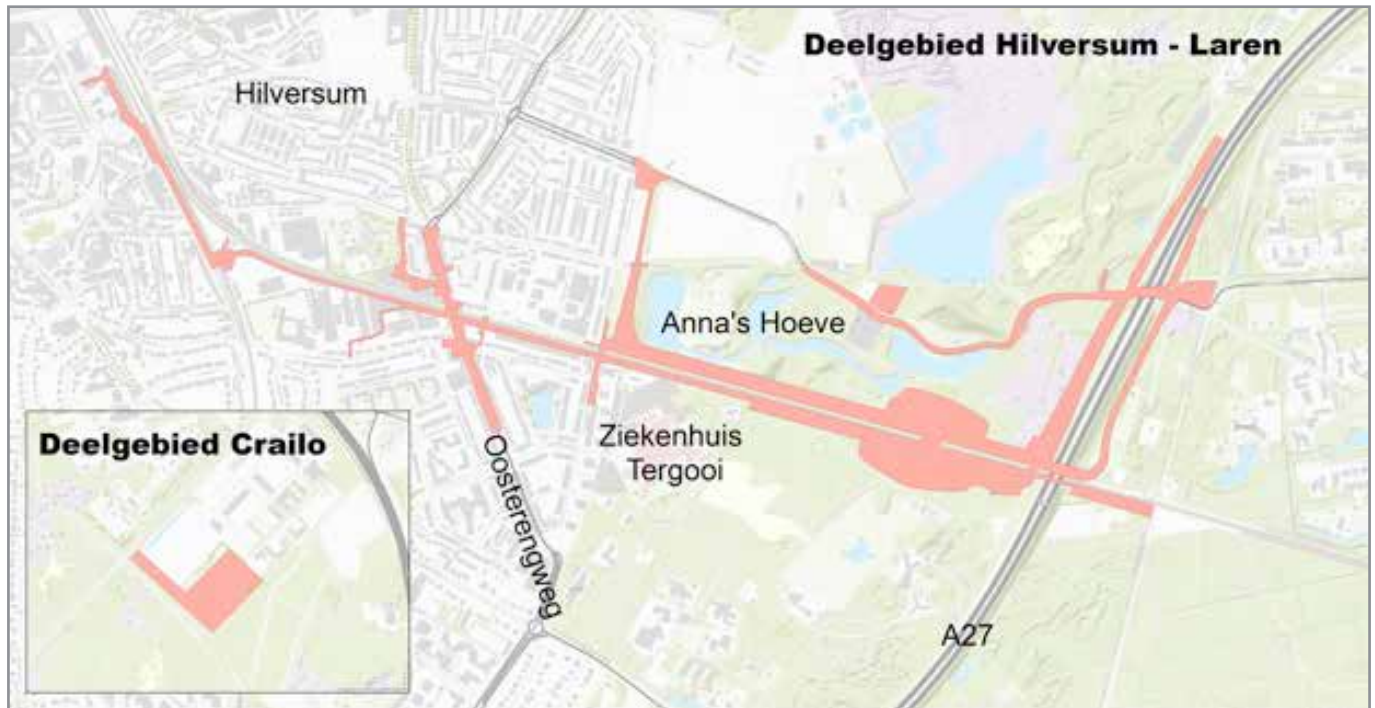 Deelgebied Hilversum - Laren
Hilversum
Anna's Hoeve
Ziekenhuis
Tergooi
Oosterengweg
A27
Deelgebied Crailo